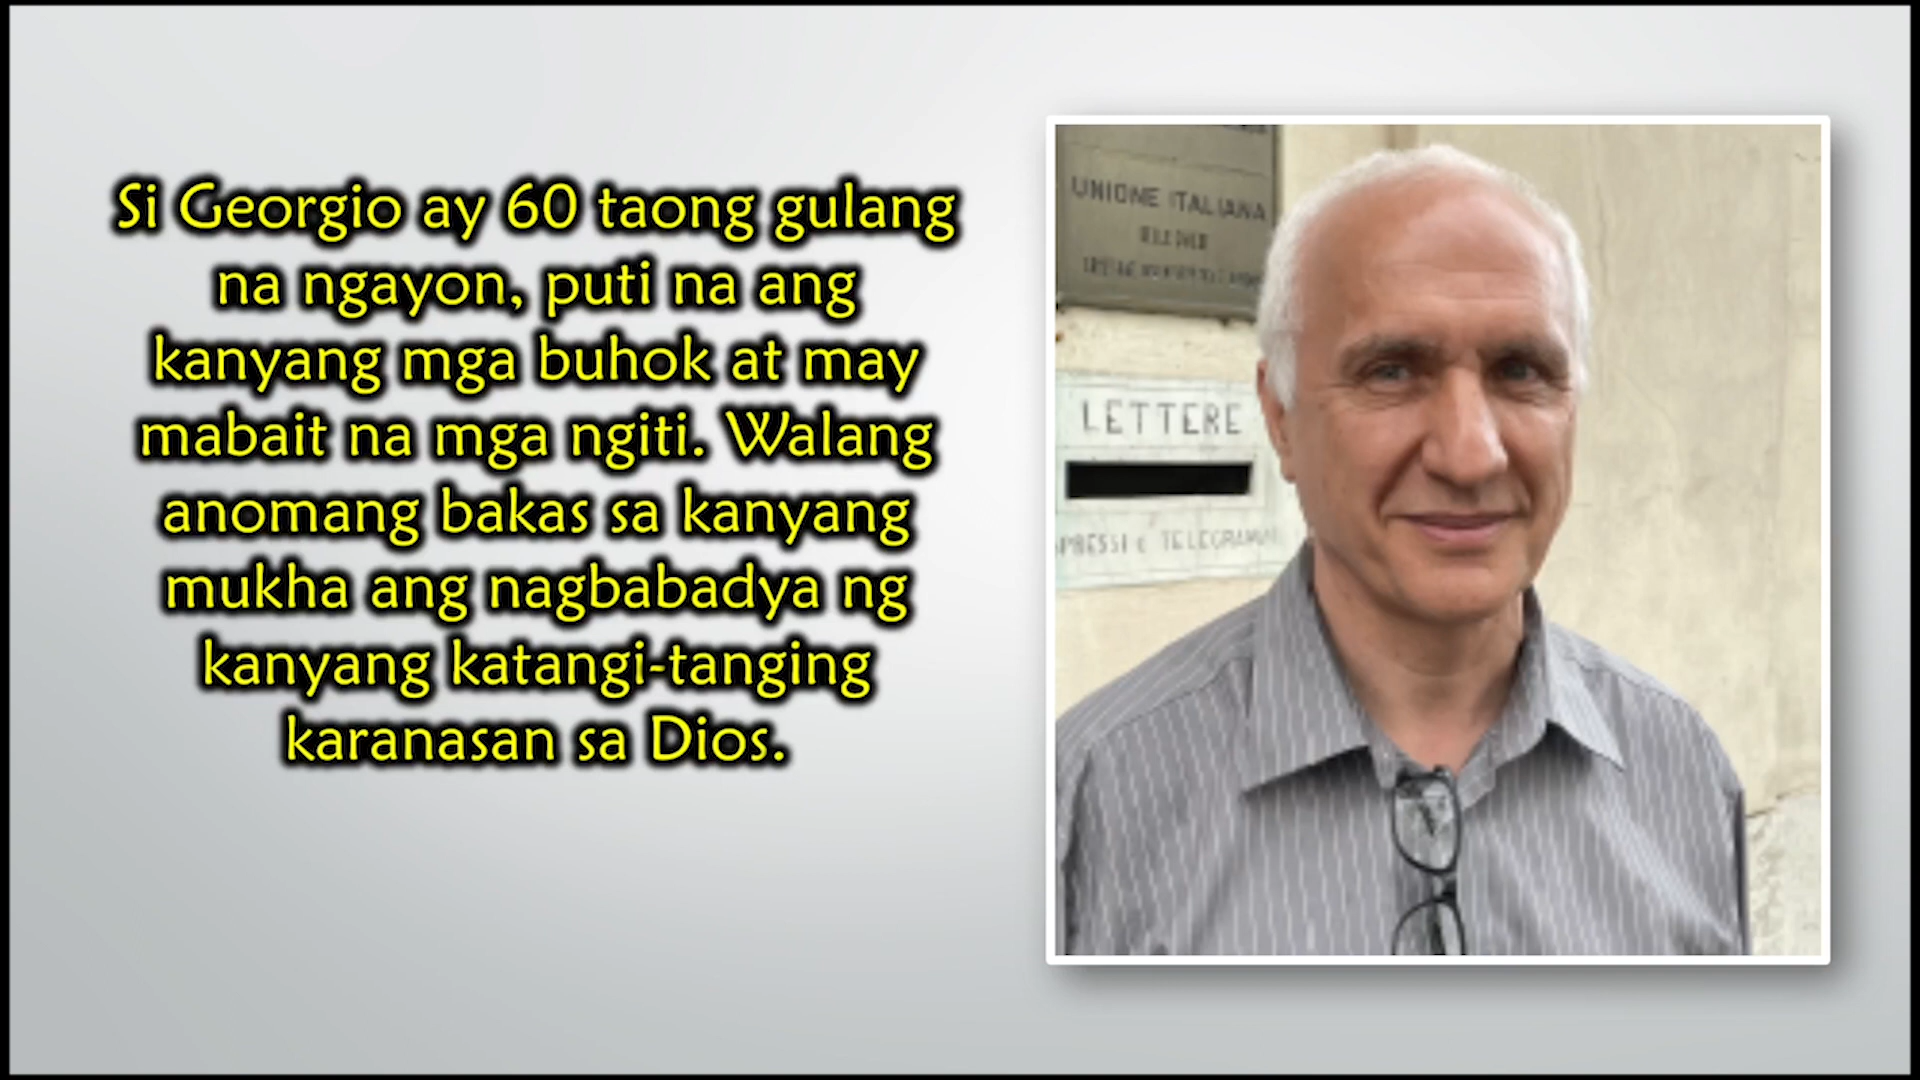 Si Georgio ay 60 taong gulang
na ngayon, puti na ang
kanyang mga buhok at may
mabait na mga ngiti. Walang
anomang bakas sa kanyang
mukha ang nagbabadya ng
kanyang katangi-tanging
karanasan sa Dios.
UNIONE ITALIANA
LETTERE
TELEGRAMMI